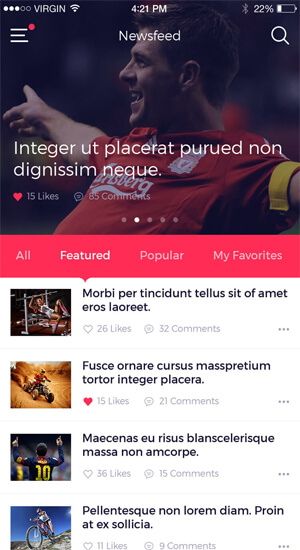 VIRGIN 4:21 PM 22%
Newsfeed
Integer ut placerat purued non
dignissim neque.
15 Likes 85 Comments
Carlsberg
All Featured Popular My Favorites
Morbi per tincidunt tellus sit of amet
eros laoreet.
26 Likes 32 Comments
Fusce ornare cursus masspretium
tortor integer placera.
15 Likes 21 Comments
10
Maecenas eu risus blanscelerisque
massa non amcorpe.
36 Likes 15 Comments
Pellentesque non lorem diam. Proin
at ex sollicia.
11 Likes 9 Comments